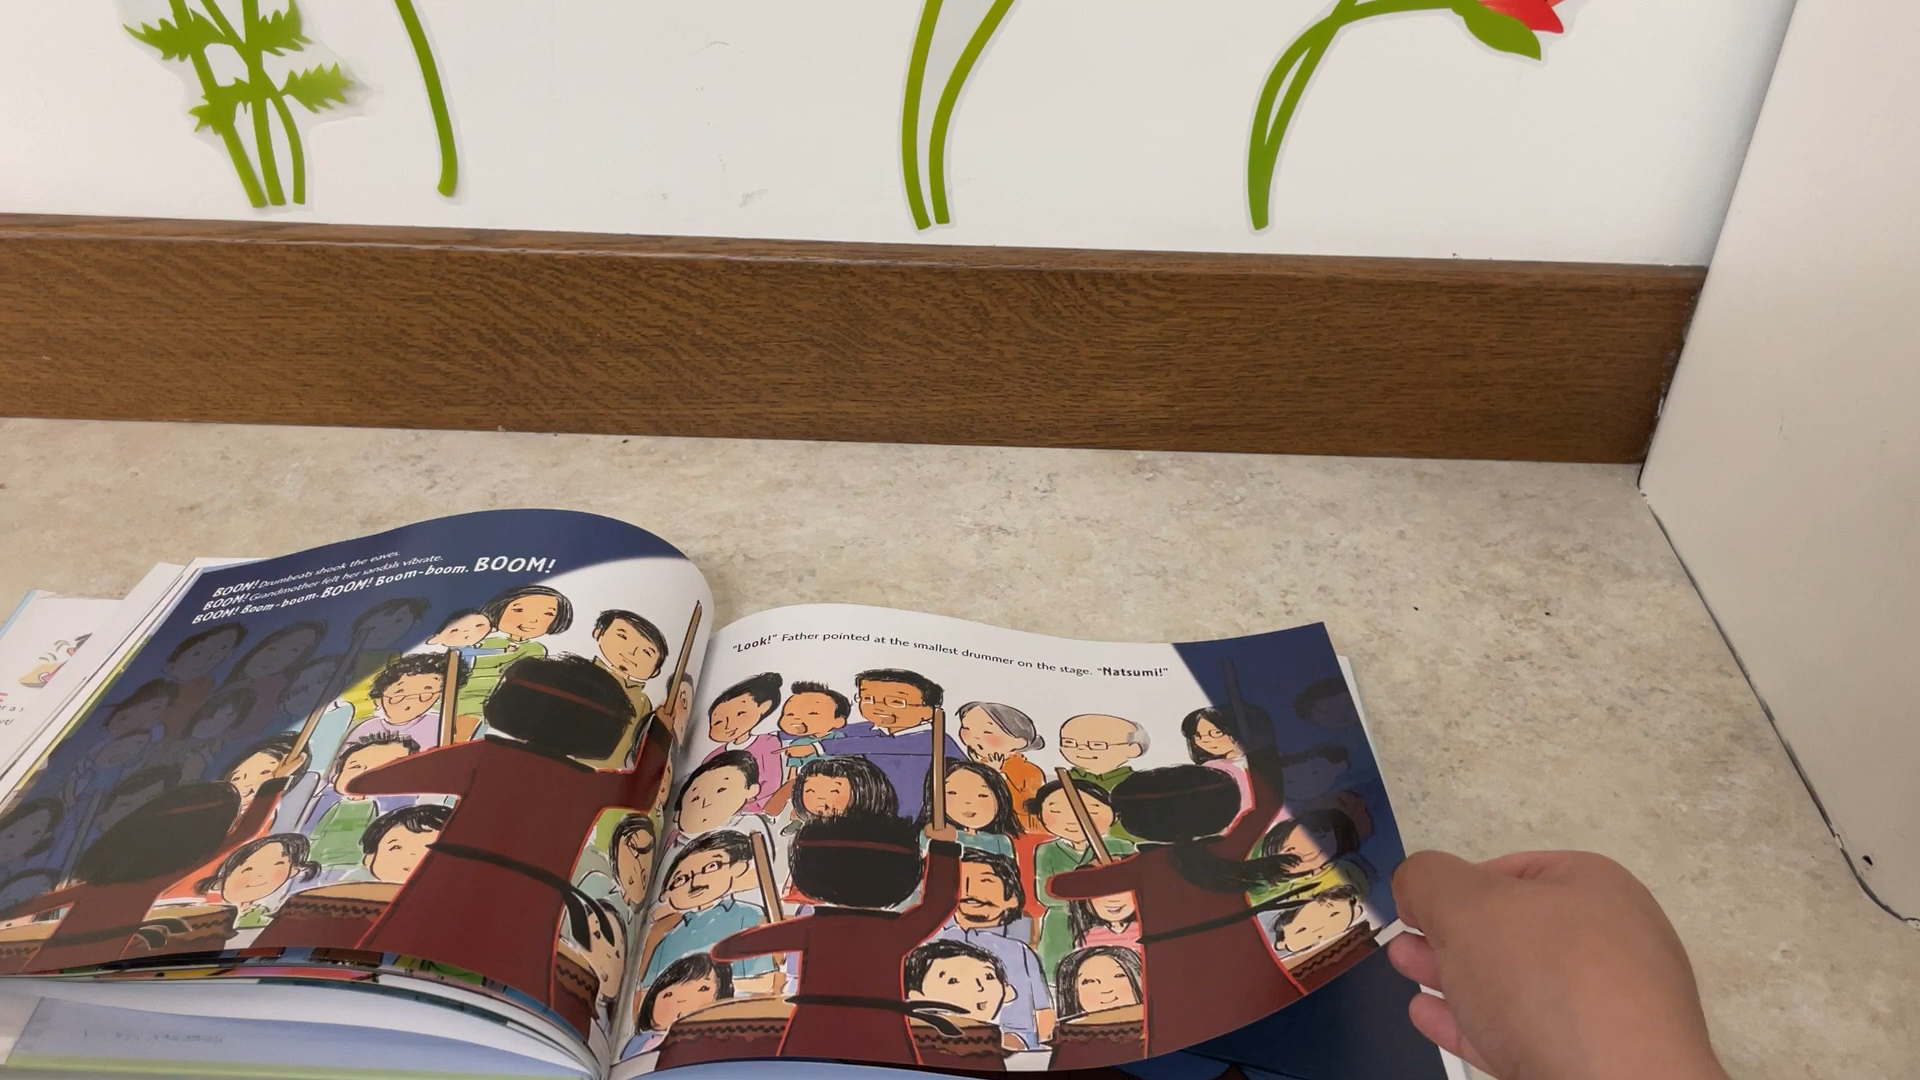 BOOM! Drumbeats shook the eaves.
BOOM! Grandmother felt her sandals vibrate.
BOOM! Boom-boom. BOOM! Boom-boom. BOOM!
"Look!" Father pointed at the smallest drummer on the stage. "Natsumi!"